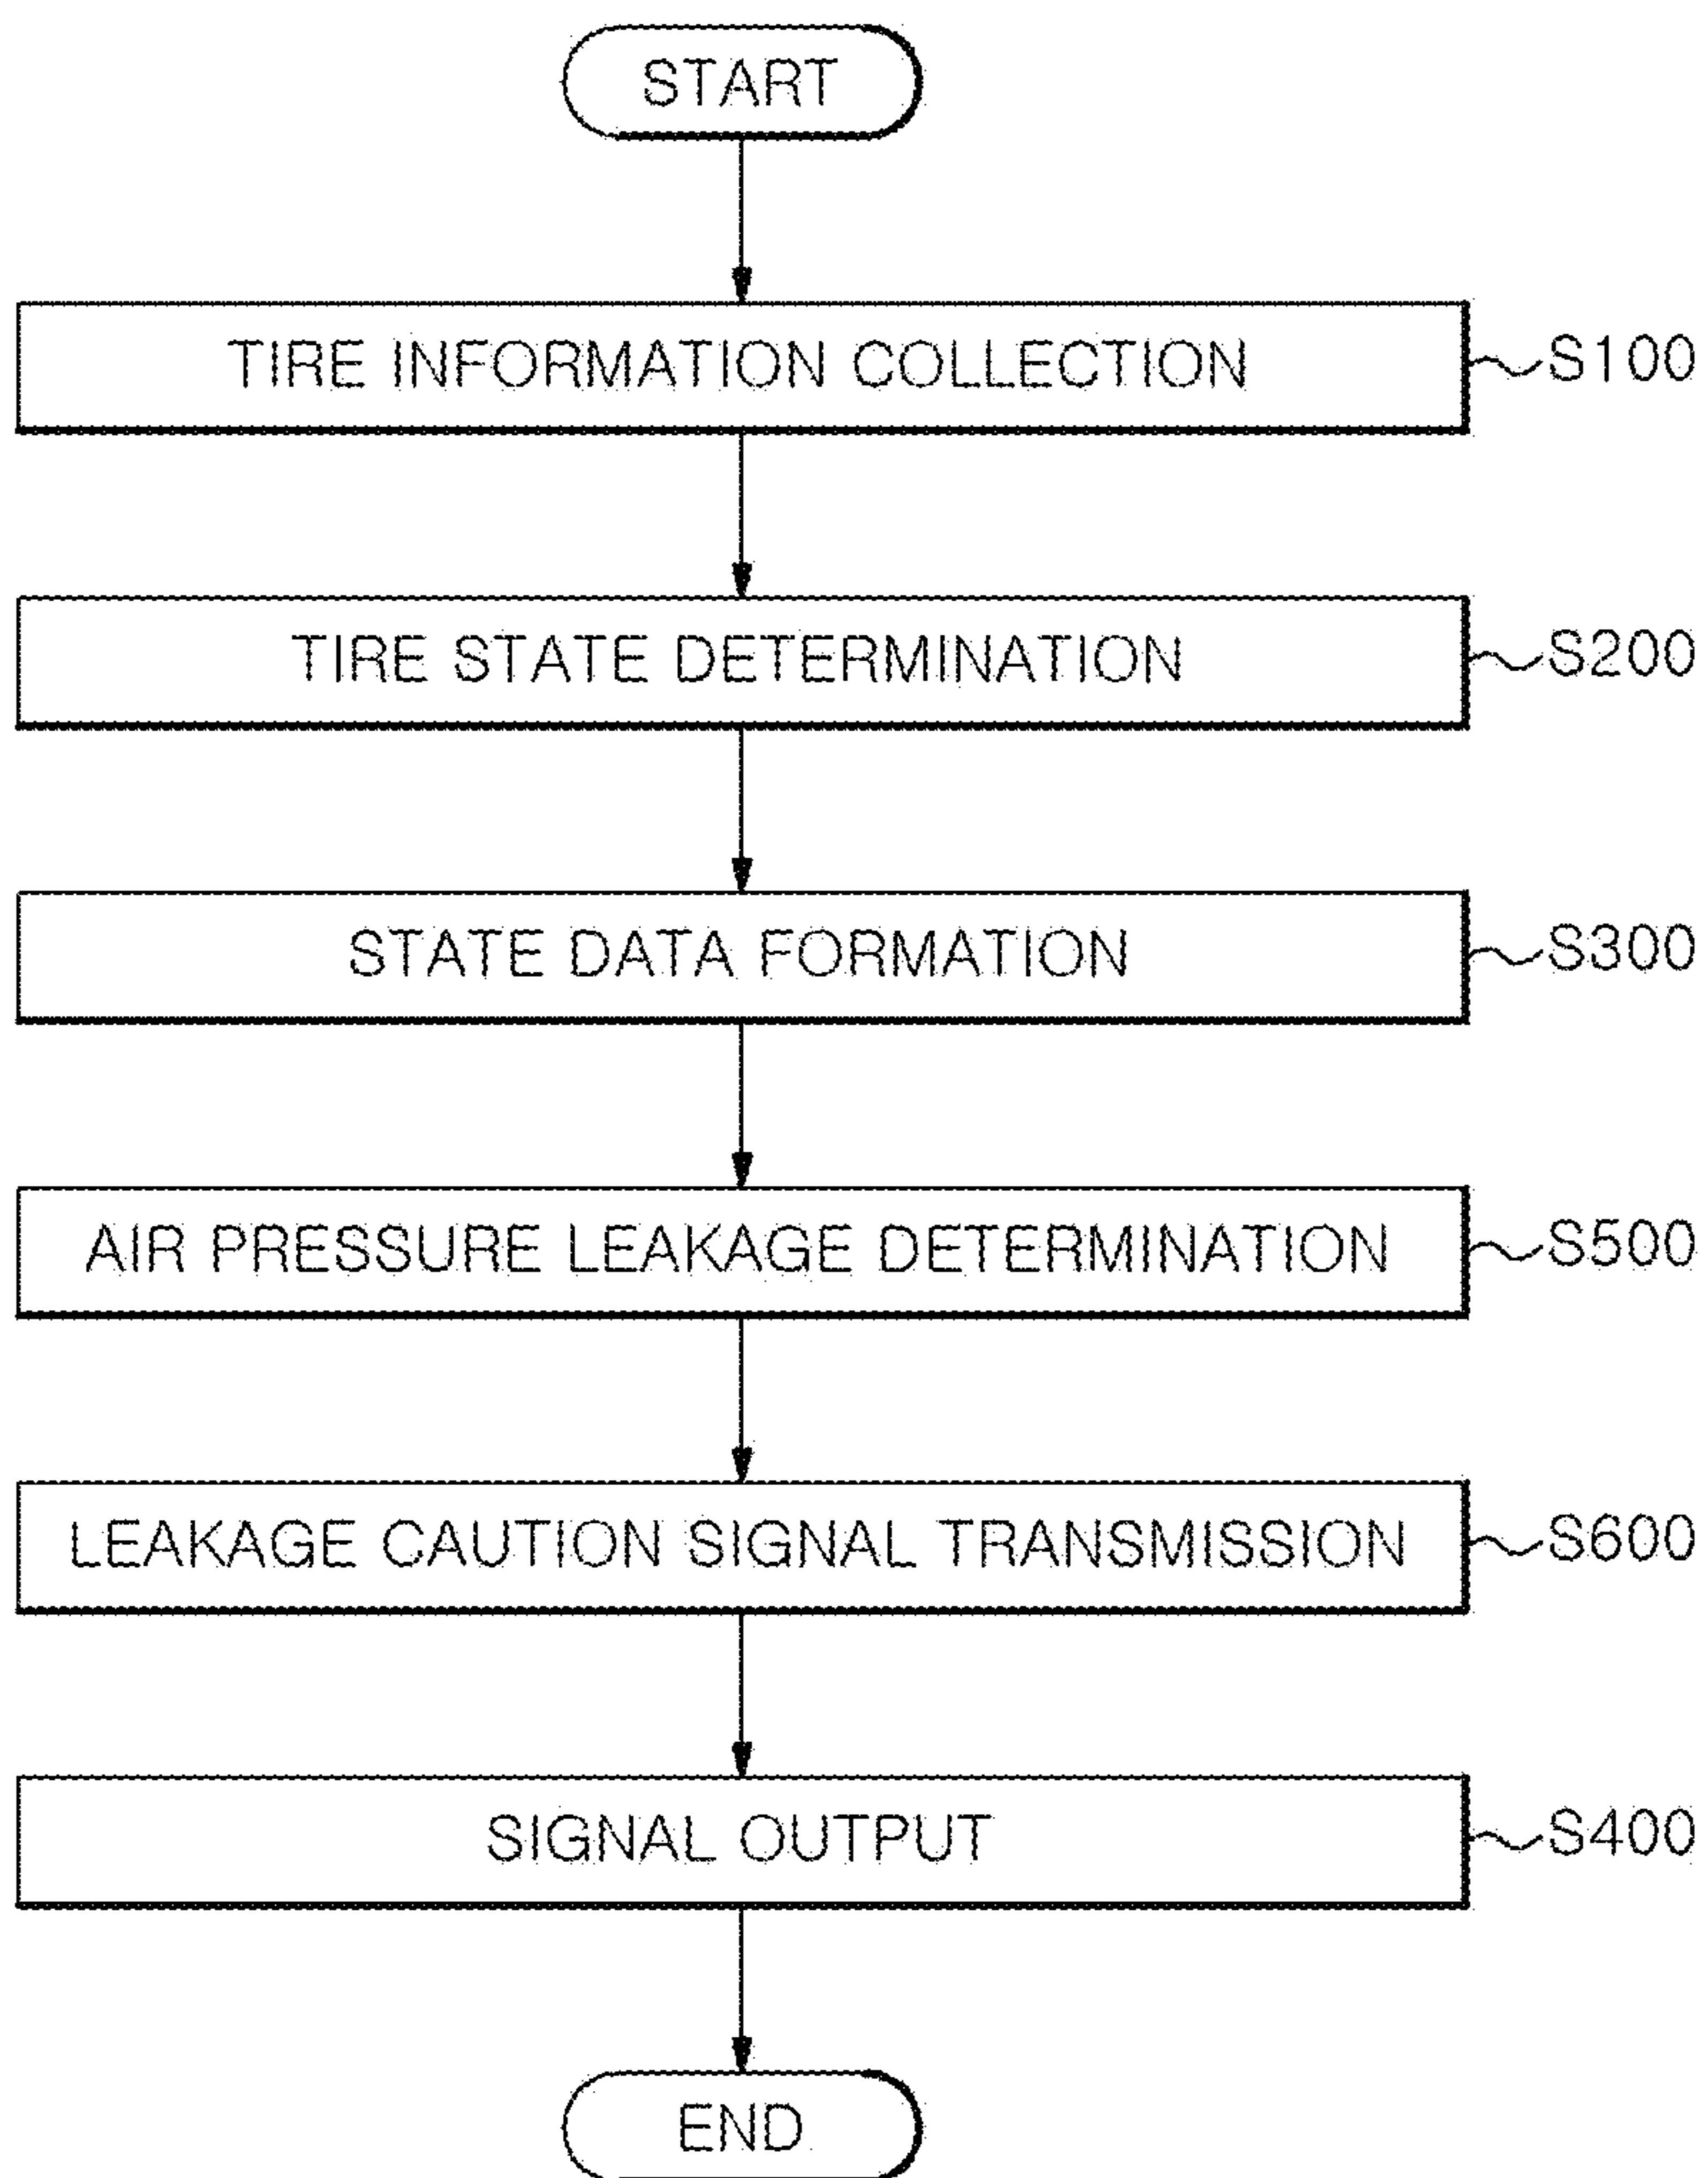 START
TIRE INFORMATION COLLECTION S100
TIRE STATE DETERMINATION S200
STATE DATA FORMATION S300
AIR PRESSURE LEAKAGE DETERMINATION S500
LEAKAGE CAUTION SIGNAL TRANSMISSION S600
SIGNAL OUTPUT S400
END